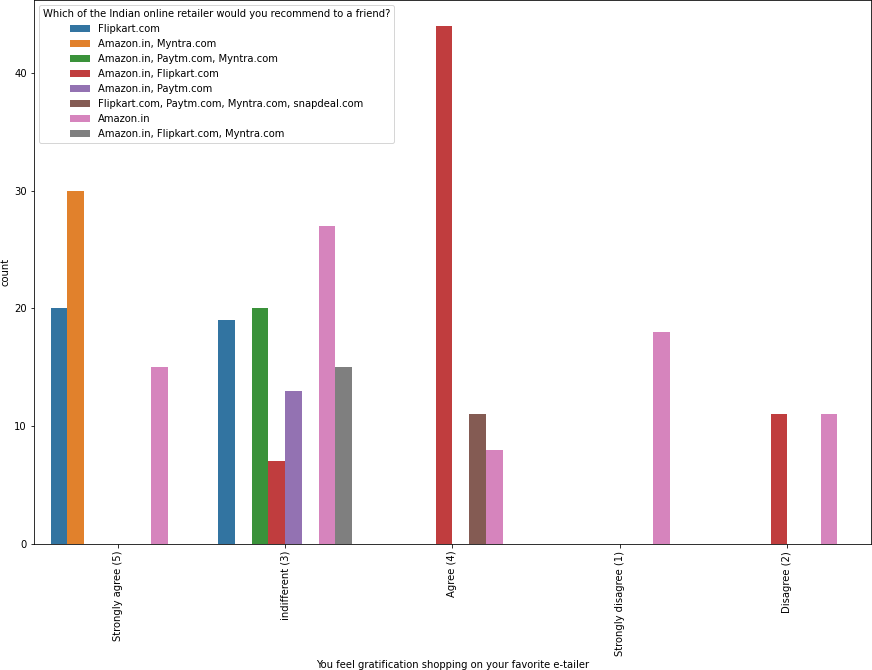 Which of the Indian online retailer would you recommend to a friend?
Flipkart.com
Amazon.in, Myntra.com
Amazon.in, Paytm.com, Myntra.com
Amazon.in, Flipkart.com
Amazon.in, Paytm.com
Flipkart.com, Paytm.com, Myntra.com, snapdeal.com
Amazon.in
Amazon.in, Flipkart.com, Myntra.com
40
30
20
10
0
count
Strongly agree (5)
indifferent (3)
Agree (4)
Strongly disagree (1)
Disagree (2)
You feel gratification shopping on your favorite e-tailer